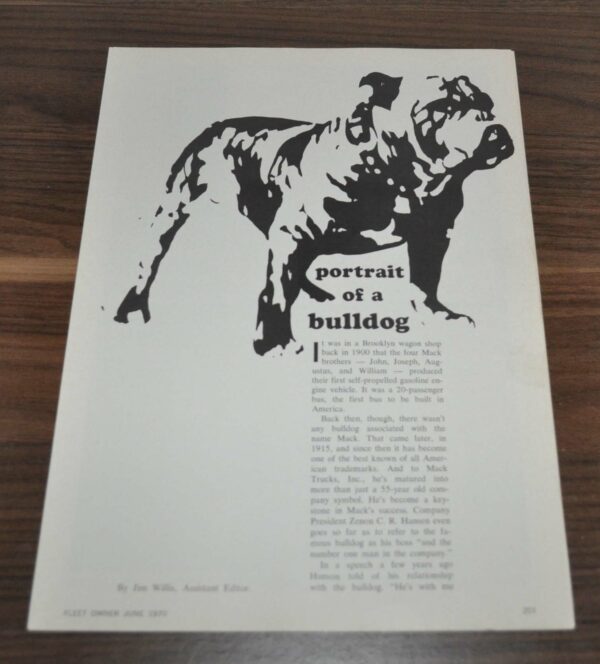 portrait
of a
bulldog
It was in a Brooklyn wagon shop
back in 1900 that the four Mack
brothers — John, Joseph, Aug-
ustus, and William — produced
their first self-propelled gasoline en-
gine vehicle. It was a 20-passenger
bus, the first bus to be built in
America.
Back then, though, there wasn't
any bulldog associated with the
name Mack. That came later, in
1915, and since then it has become
one of the best known of all Amer-
ican trademarks. And to Mack
Trucks, Inc., he's matured into
more than just a 55-year old com-
pany symbol. He's become a key-
stone in Mack's success. Company
President Zenon C. R. Hansen even
goes so far as to refer to the fa-
mous bulldog as his boss "and the
number one man in the company."
In a speech a few years ago
Hansen told of his relationship
with the bulldog. "He's with me
By Jim Willis, Assistant Editor
FLEET OWNER JUNE